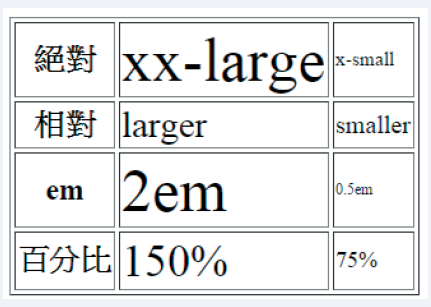 絕對 xx-large x-small
相對 larger smaller
em 2em 0.5em
百分比 150% 75%